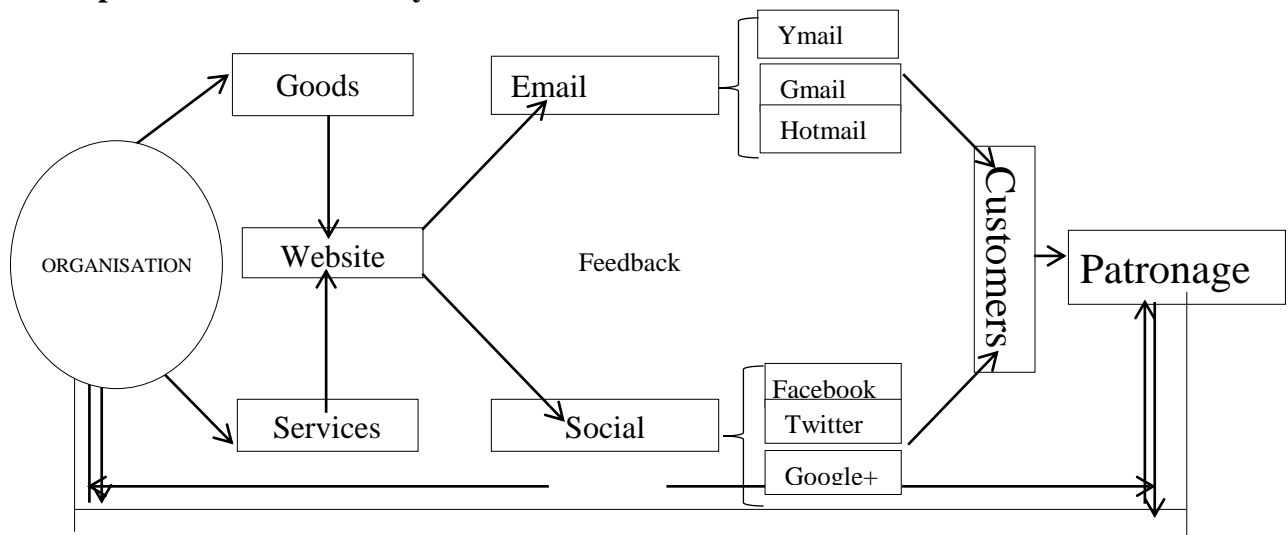 Ymail
Goods
Email
Gmail
Hotmail
Customers
ORGANISATION
Website
Feedback
Patronage
Services
Social
Facebook
Twitter
Google+